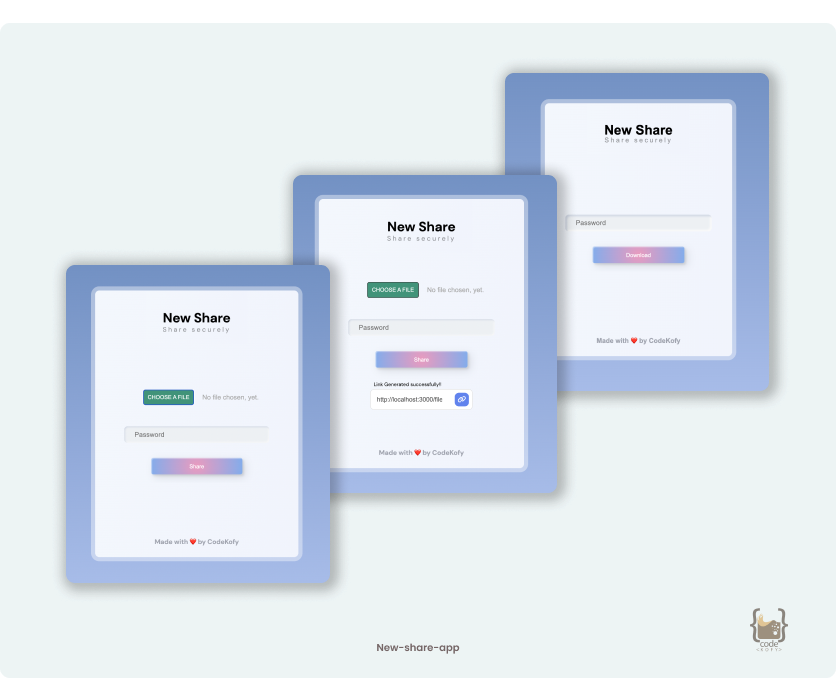 New Share
Share securely
CHOOSE A FILE No file chosen, yet.
Password
Share
Made with ❤️ by CodeKofy
New Share
Share securely
CHOOSE A FILE No file chosen, yet.
Password
Share
Link Generated successfully!!
http://localhost:3000/file
Made with ❤️ by CodeKofy
New Share
Share securely
Password
Download
Made with ❤️ by CodeKofy
New-share-app
code